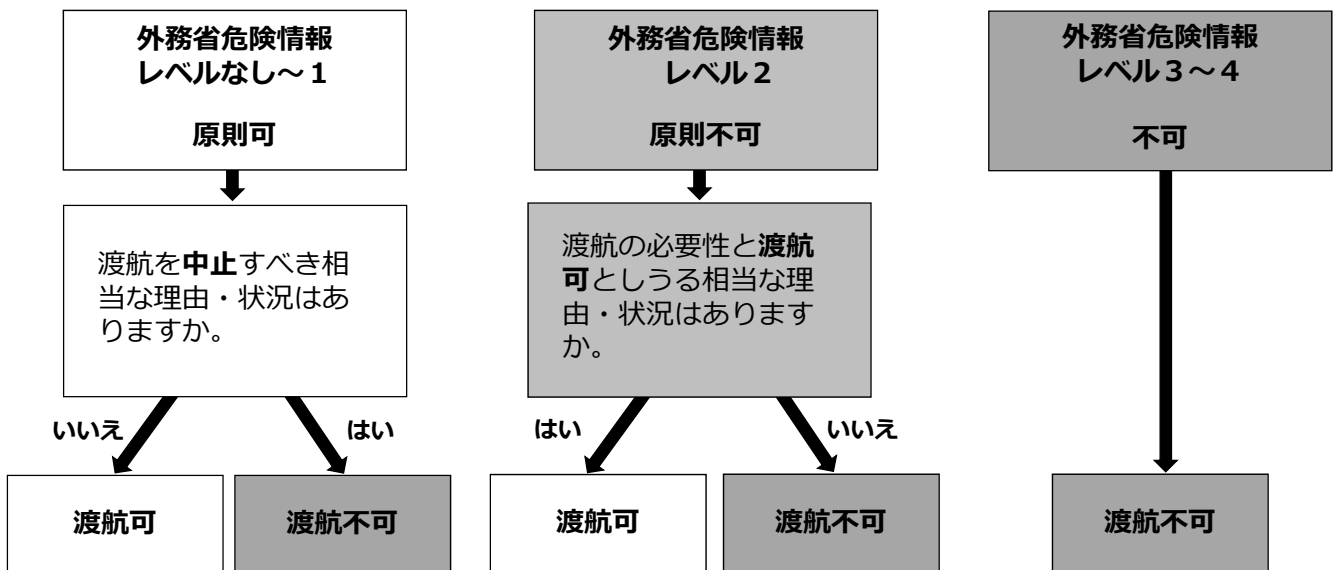 外務省危険情報
レベルなし～１
原則可
外務省危険情報
レベル２
原則不可
外務省危険情報
レベル３～４
不可
渡航を中止すべき相
当な理由・状況はあ
りますか。
渡航の必要性と渡航
可としうる相当な理
由・状況はあります
か。
いいえ
はい
はい
いいえ
渡航可
渡航不可
渡航可
渡航不可
渡航不可